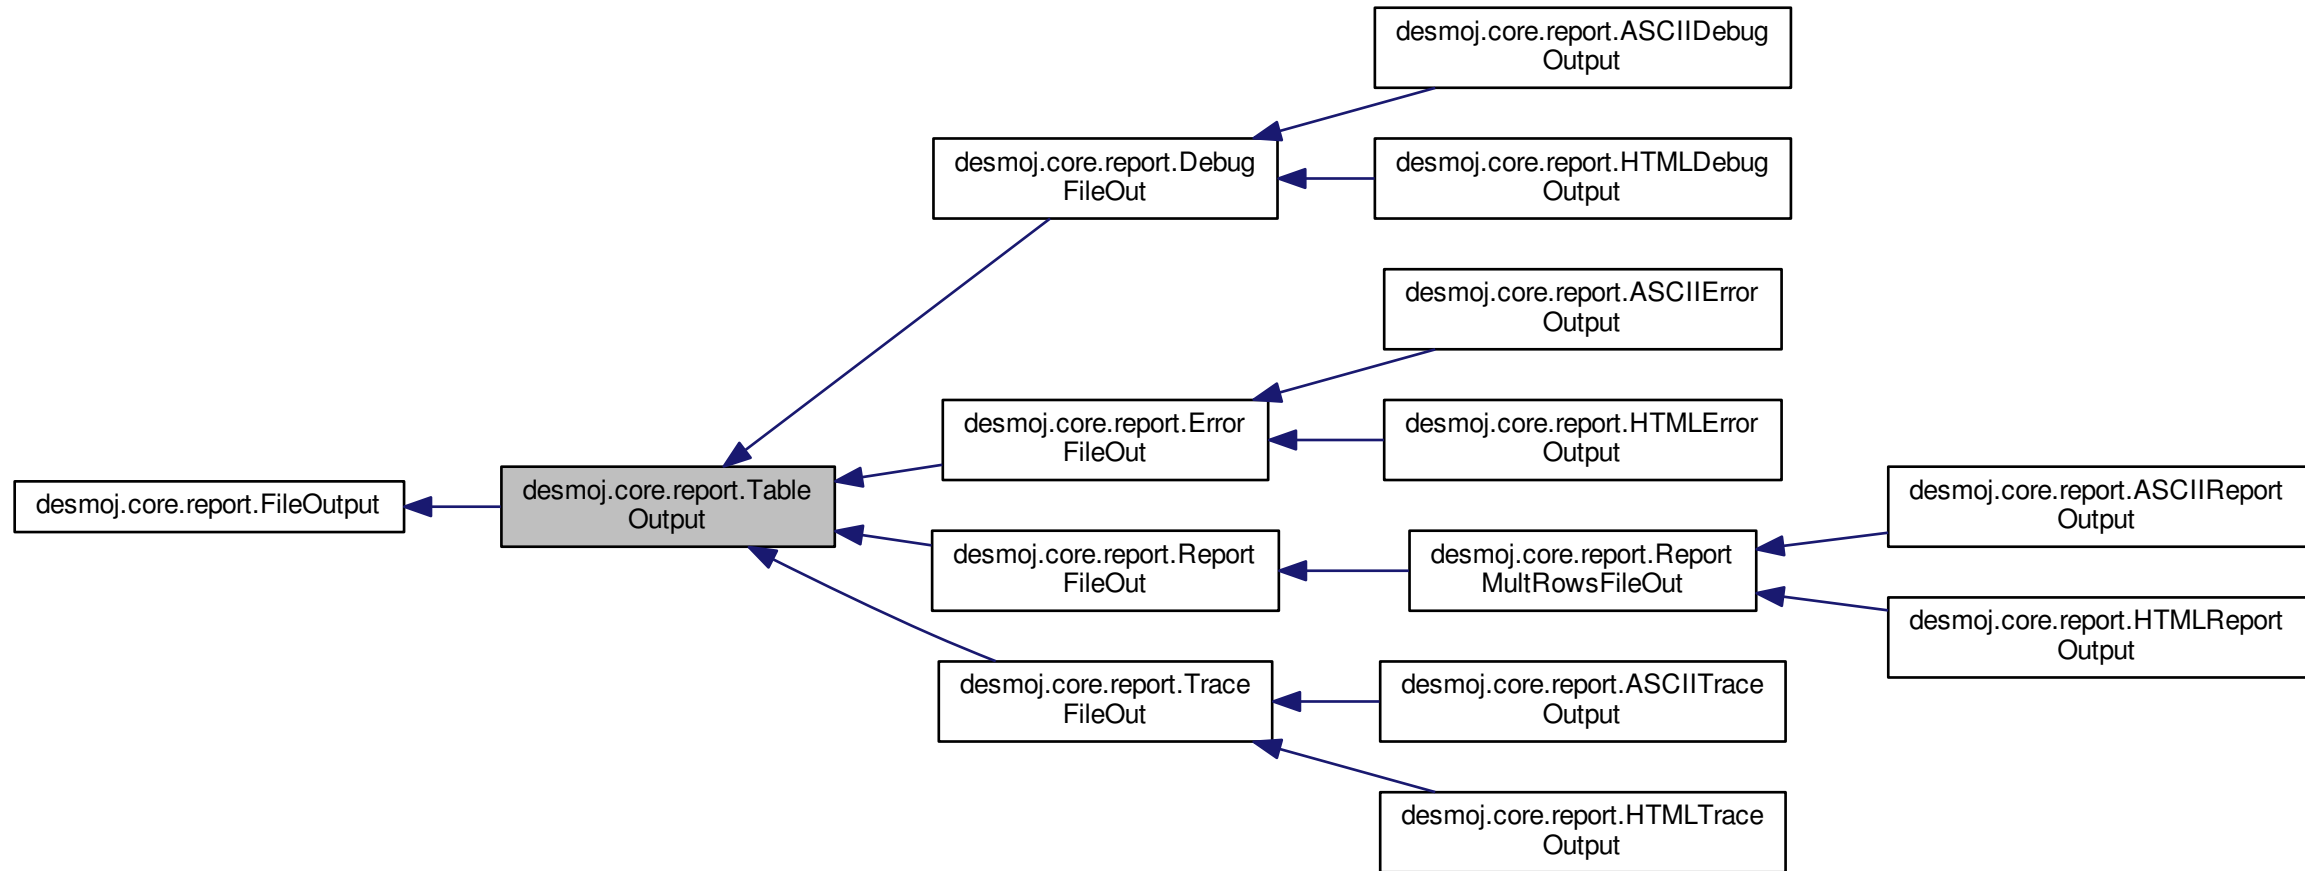 desmoj.core.report.FileOutput
desmoj.core.report.Table
Output
desmoj.core.report.Debug
FileOut
desmoj.core.report.ASCIIDebug
Output
desmoj.core.report.HTMLDebug
Output
desmoj.core.report.Error
FileOut
desmoj.core.report.ASCIIError
Output
desmoj.core.report.HTMLError
Output
desmoj.core.report.Report
FileOut
desmoj.core.report.Report
MultRowsFileOut
desmoj.core.report.ASCIIReport
Output
desmoj.core.report.HTMLReport
Output
desmoj.core.report.Trace
FileOut
desmoj.core.report.ASCIITrace
Output
desmoj.core.report.HTMLTrace
Output